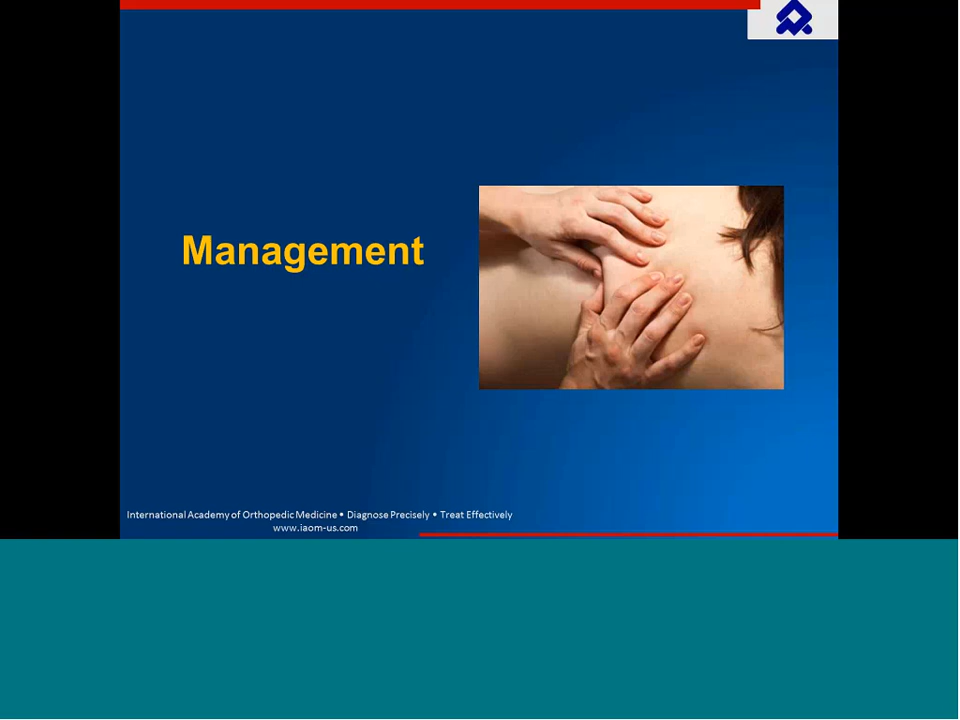 Management
International Academy of Orthopedic Medicine • Diagnose Precisely • Treat Effectively
www.iaom-us.com